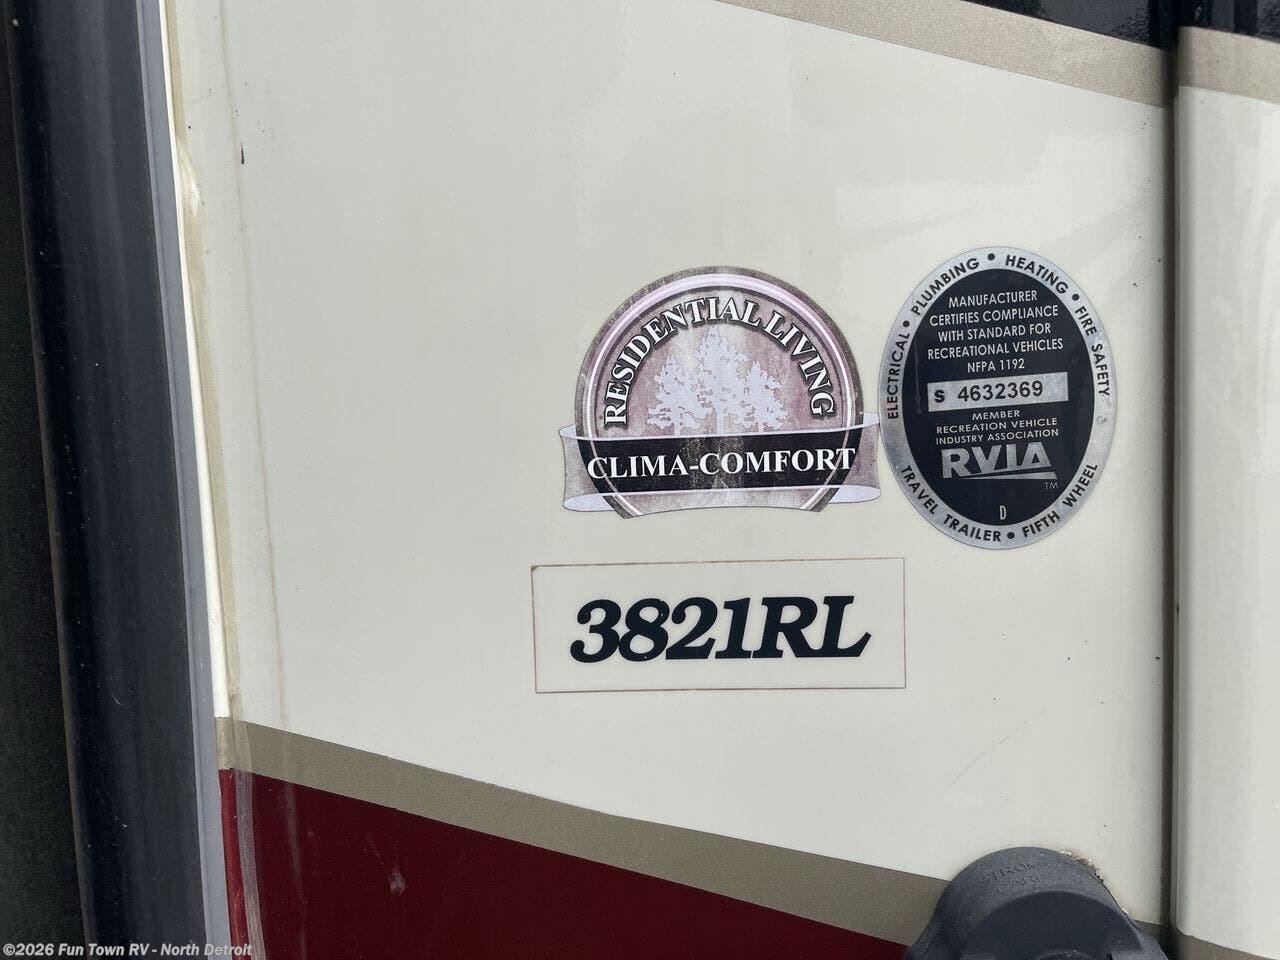 RESIDENTIAL LIVING
CLIMA-COMFORT
ELECTRICAL • PLUMBING • HEATING • FIRE SAFETY
MANUFACTURER
CERTIFIES COMPLIANCE
WITH STANDARD FOR
RECREATIONAL VEHICLES
NFPA 1192
S 4632369
MEMBER
RECREATION VEHICLE
INDUSTRY ASSOCIATION
RVIA
TM
D
TRAVEL TRAILER • FIFTH WHEEL
3821RL
©2026 Fun Town RV - North Detroit